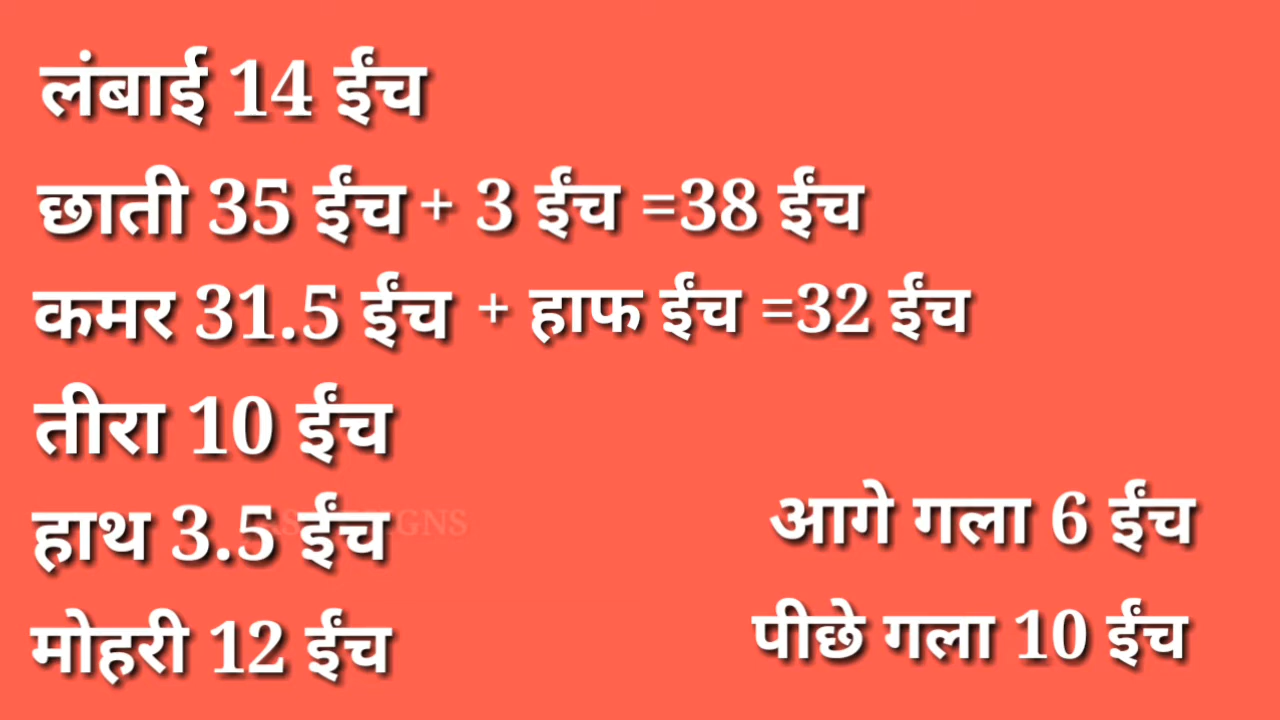 लंबाई 14 ईंच
छाती 35 ईंच + 3 ईंच =38 ईंच
कमर 31.5 ईंच + हाफ ईंच =32 ईंच
तीरा 10 ईंच
हाथ 3.5 ईंच
मोहरी 12 ईंच
आगे गला 6 ईंच
पीछे गला 10 ईंच